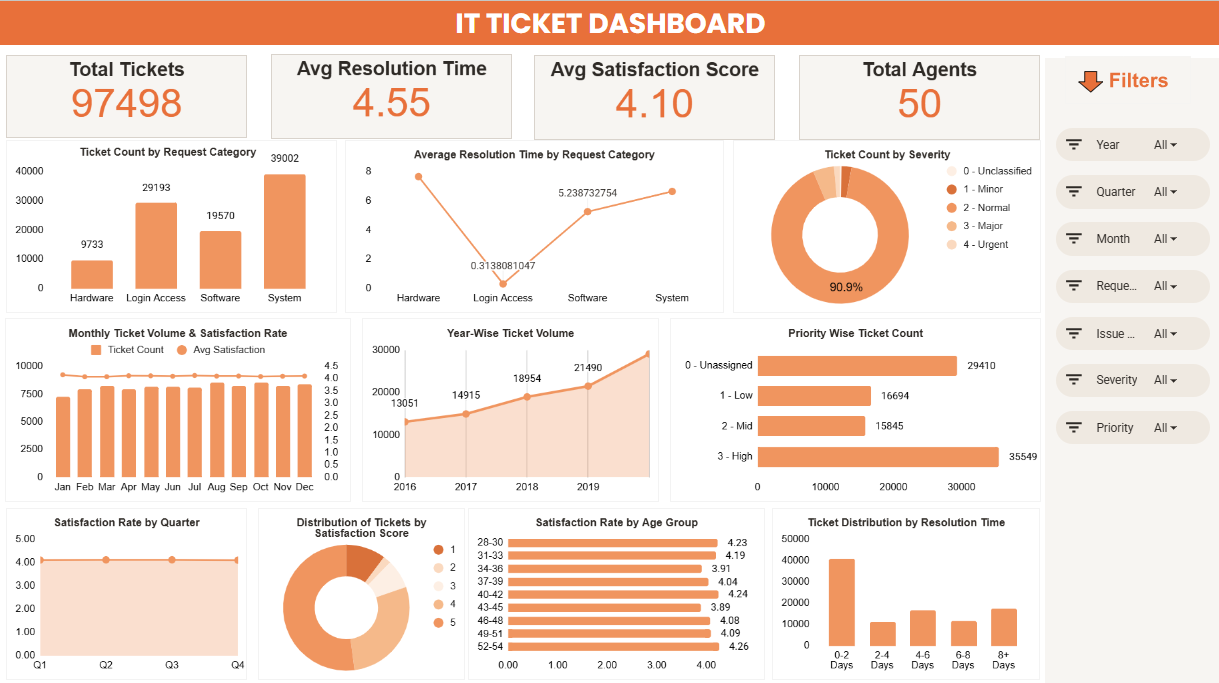 IT TICKET DASHBOARD
Total Tickets
97498
Avg Resolution Time
4.55
Avg Satisfaction Score
4.10
Total Agents
50
Filters
Year All
Quarter All
Month All
Reque... All
Issue ... All
Severity All
Priority All
Ticket Count by Request Category
40000
30000
20000
10000
0
9733
29193
19570
39002
Hardware Login Access Software System
Average Resolution Time by Request Category
8
6
4
2
0
0.3138081047
5.238732754
Hardware Login Access Software System
Ticket Count by Severity
0 - Unclassified
1 - Minor
2 - Normal
3 - Major
4 - Urgent
90.9%
Monthly Ticket Volume & Satisfaction Rate
Ticket Count Avg Satisfaction
10000
7500
5000
2500
0
4.5
4.0
3.5
3.0
2.5
2.0
1.5
1.0
0.5
0.0
Jan Feb Mar Apr May Jun Jul Aug Sep Oct Nov Dec
Year-Wise Ticket Volume
30000
20000
10000
0
13051
14915
18954
21490
2016 2017 2018 2019
Priority Wise Ticket Count
0 - Unassigned 29410
1 - Low 16694
2 - Mid 15845
3 - High 35549
0 10000 20000 30000
Satisfaction Rate by Quarter
5.00
4.00
3.00
2.00
1.00
0.00
Q1 Q2 Q3 Q4
Distribution of Tickets by
Satisfaction Score
1
2
3
4
5
Satisfaction Rate by Age Group
28-30 4.23
31-33 4.19
34-36 3.91
37-39 4.04
40-42 4.24
43-45 3.89
46-48 4.08
49-51 4.09
52-54 4.26
0.00 1.00 2.00 3.00 4.00
Ticket Distribution by Resolution Time
50000
40000
30000
20000
10000
0
0-2 2-4 4-6 6-8 8+
Days Days Days Days Days